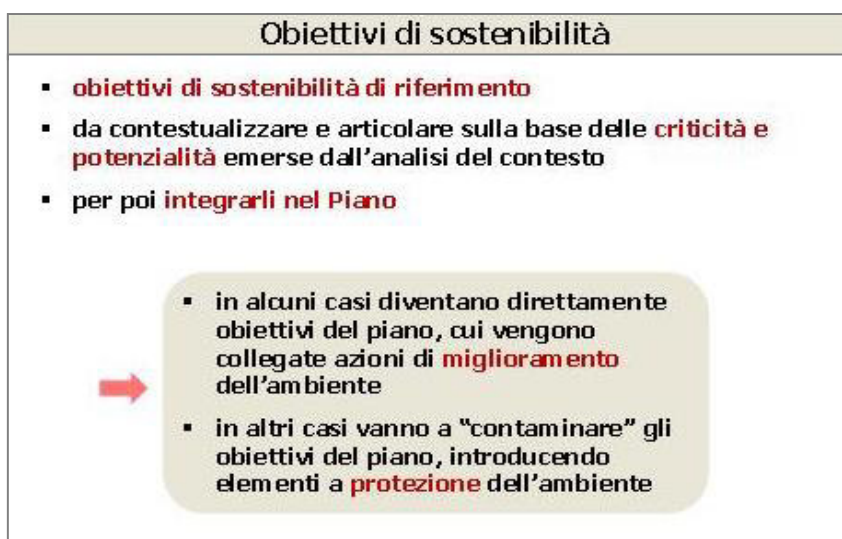 Obiettivi di sostenibilità
▪ obiettivi di sostenibilità di riferimento
▪ da contestualizzare e articolare sulla base delle criticità e
potenzialità emerse dall'analisi del contesto
▪ per poi integrarli nel Piano
▪ in alcuni casi diventano direttamente
obiettivi del piano, cui vengono
collegate azioni di miglioramento
dell'ambiente
▪ in altri casi vanno a "contaminare" gli
obiettivi del piano, introducendo
elementi a protezione dell'ambiente